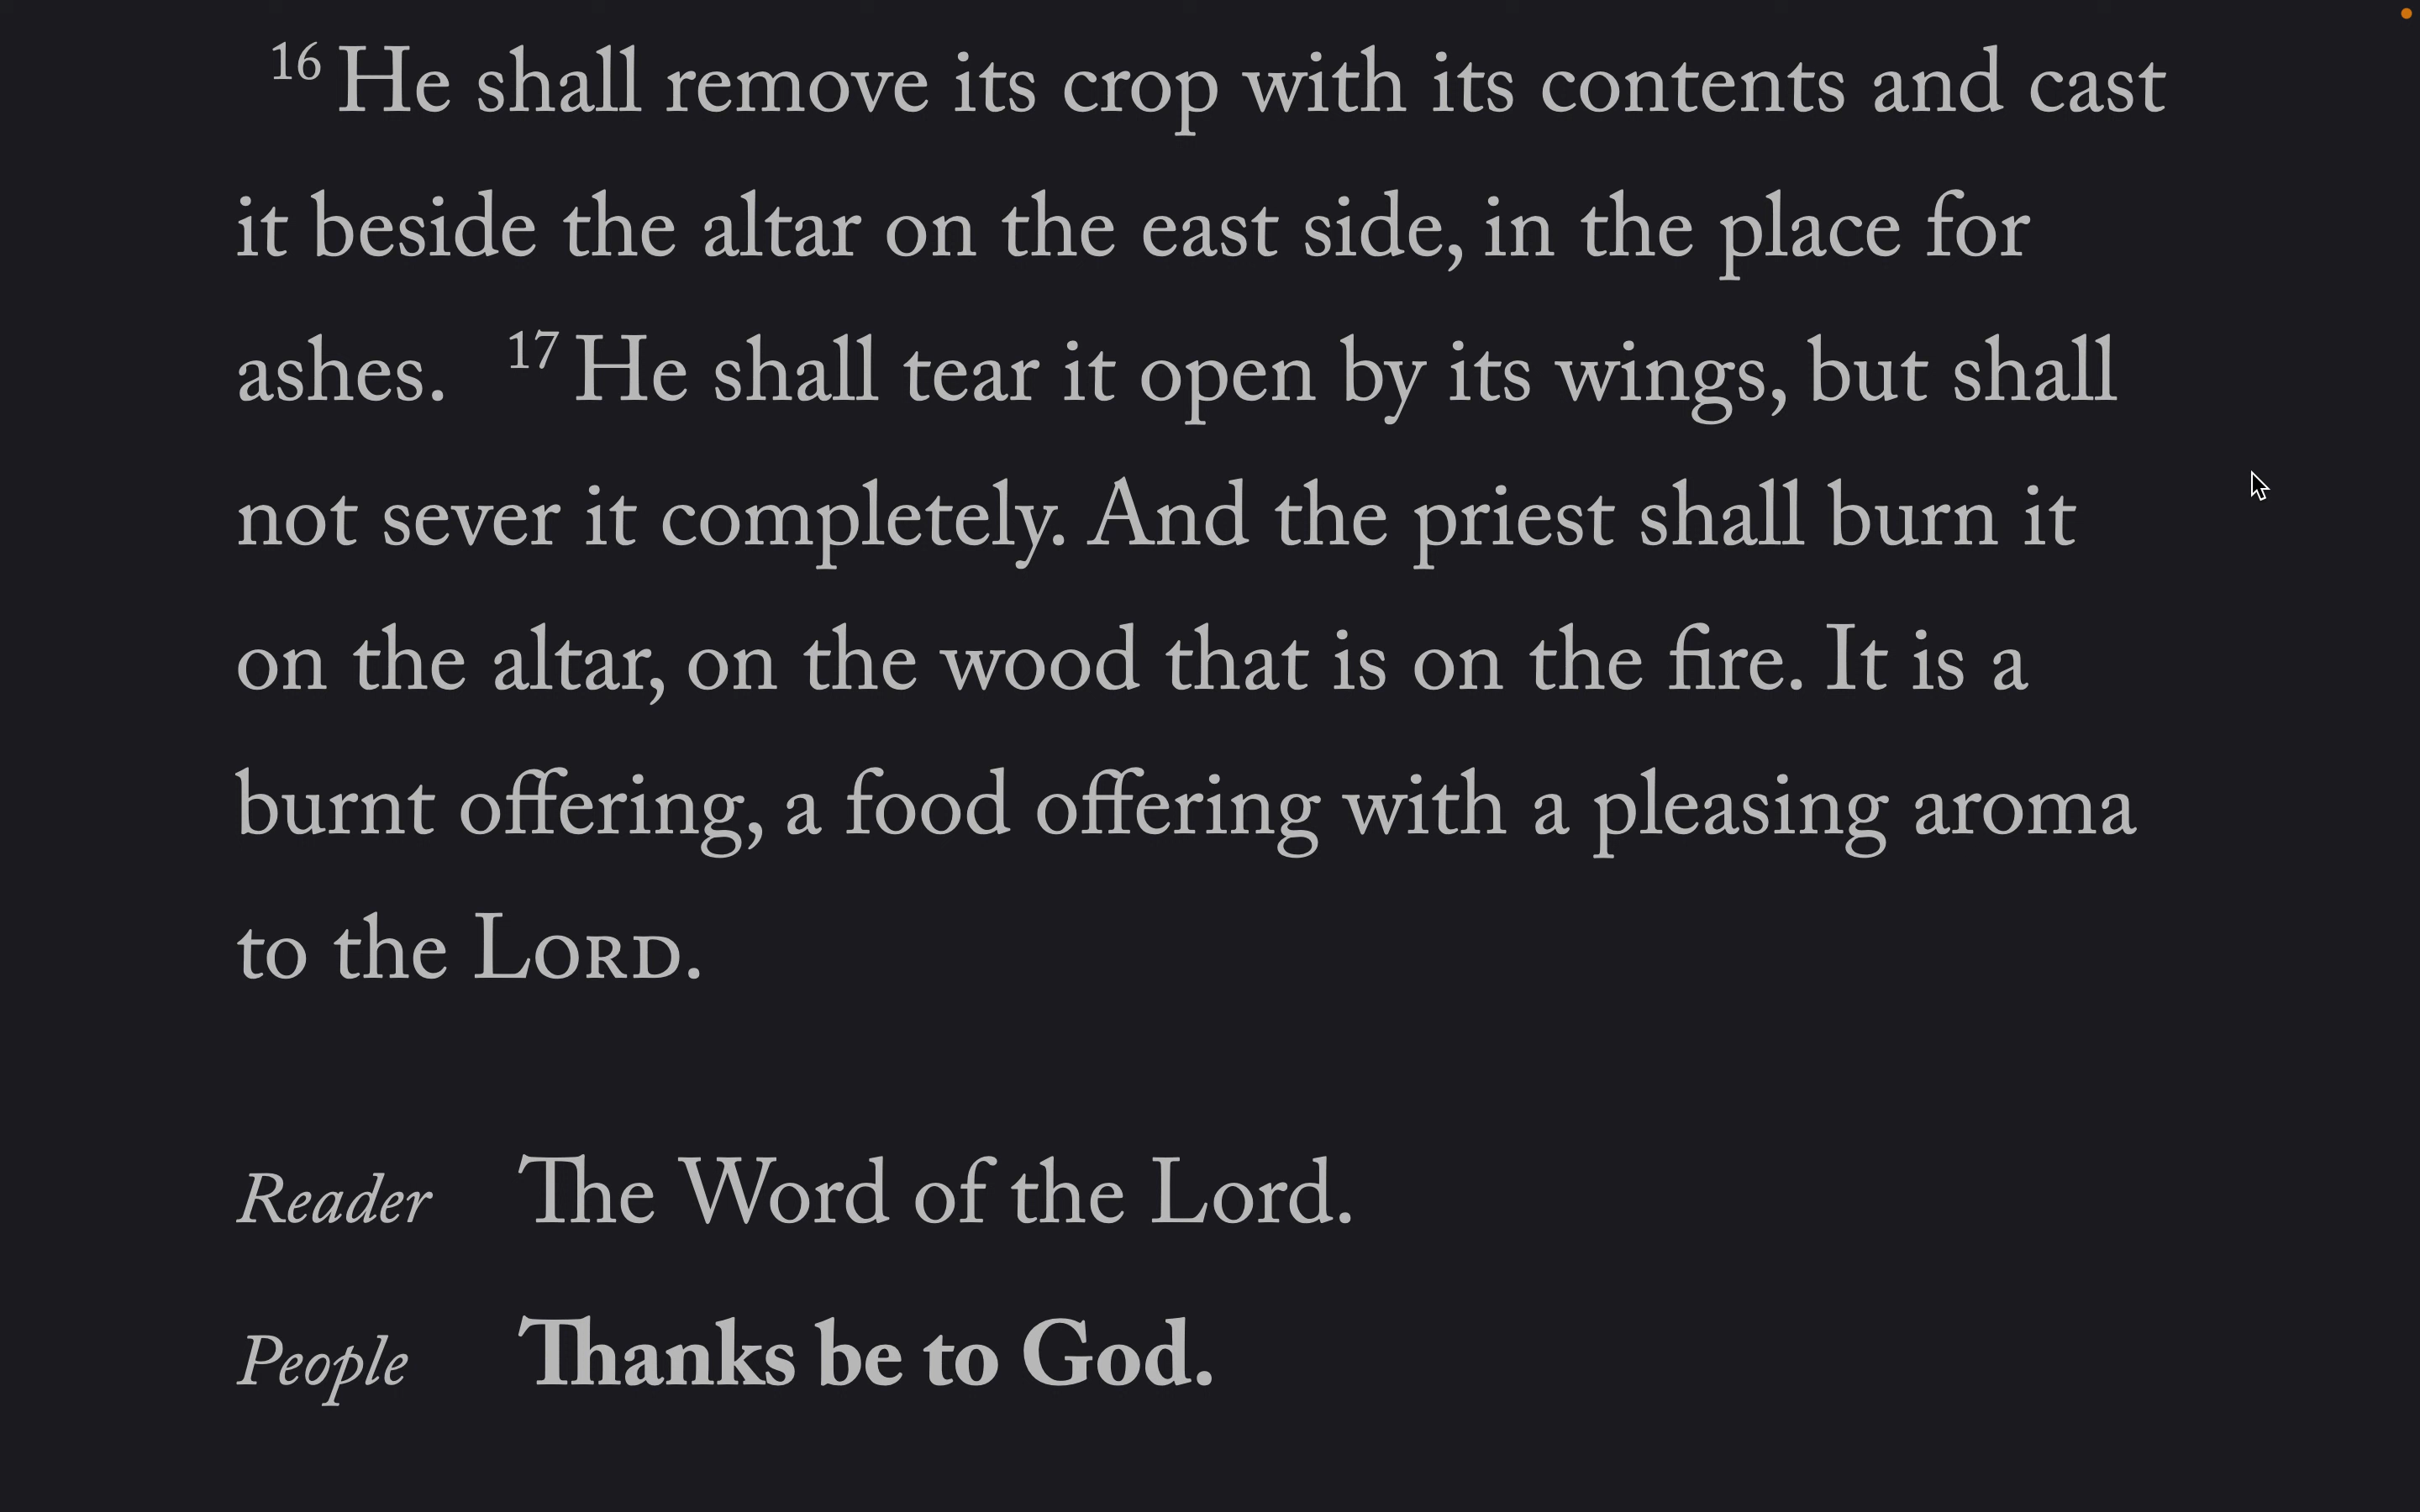 16 He shall remove its crop with its contents and cast
it beside the altar on the east side, in the place for
ashes. 17 He shall tear it open by its wings, but shall
not sever it completely. And the priest shall burn it
on the altar, on the wood that is on the fire. It is a
burnt offering, a food offering with a pleasing aroma
to the LORD.
Reader The Word of the Lord.
People Thanks be to God.